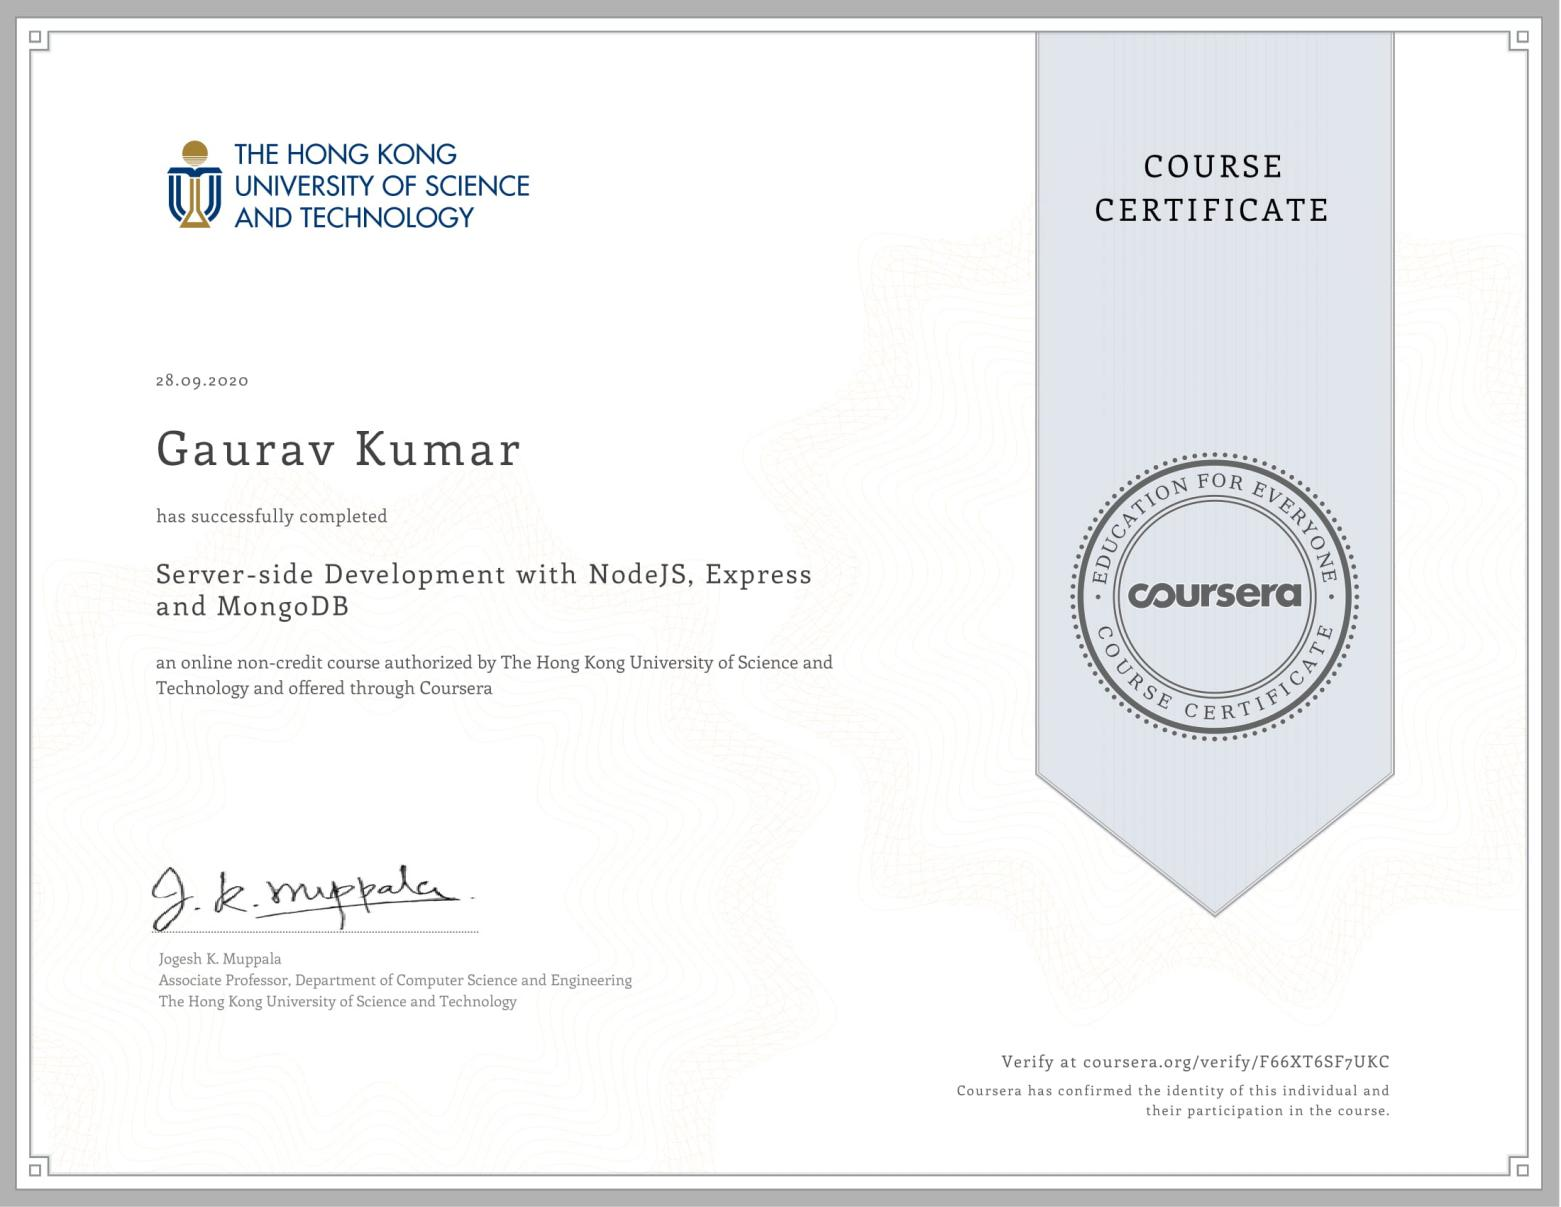 THE HONG KONG
UNIVERSITY OF SCIENCE
AND TECHNOLOGY
COURSE
CERTIFICATE
28.09.2020
Gaurav Kumar
has successfully completed
Server-side Development with NodeJS, Express
and MongoDB
an online non-credit course authorized by The Hong Kong University of Science and
Technology and offered through Coursera
EDUCATION FOR EVERYONE
coursera
COURSE CERTIFICATE
J. K. Muppala
Jogesh K. Muppala
Associate Professor, Department of Computer Science and Engineering
The Hong Kong University of Science and Technology
Verify at coursera.org/verify/F66XT6SF7UKC
Coursera has confirmed the identity of this individual and
their participation in the course.